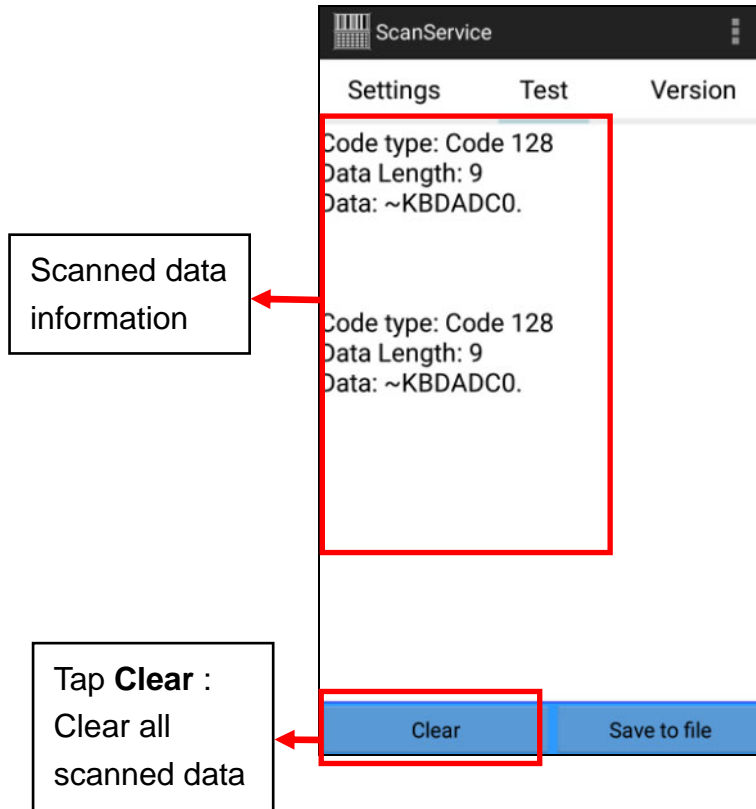 ScanService
Settings Test Version
Code type: Code 128
Data Length: 9
Data: ~KBDADC0.
Scanned data
information
Code type: Code 128
Data Length: 9
Data: ~KBDADC0.
Tap Clear :
Clear all
scanned data
Clear Save to file